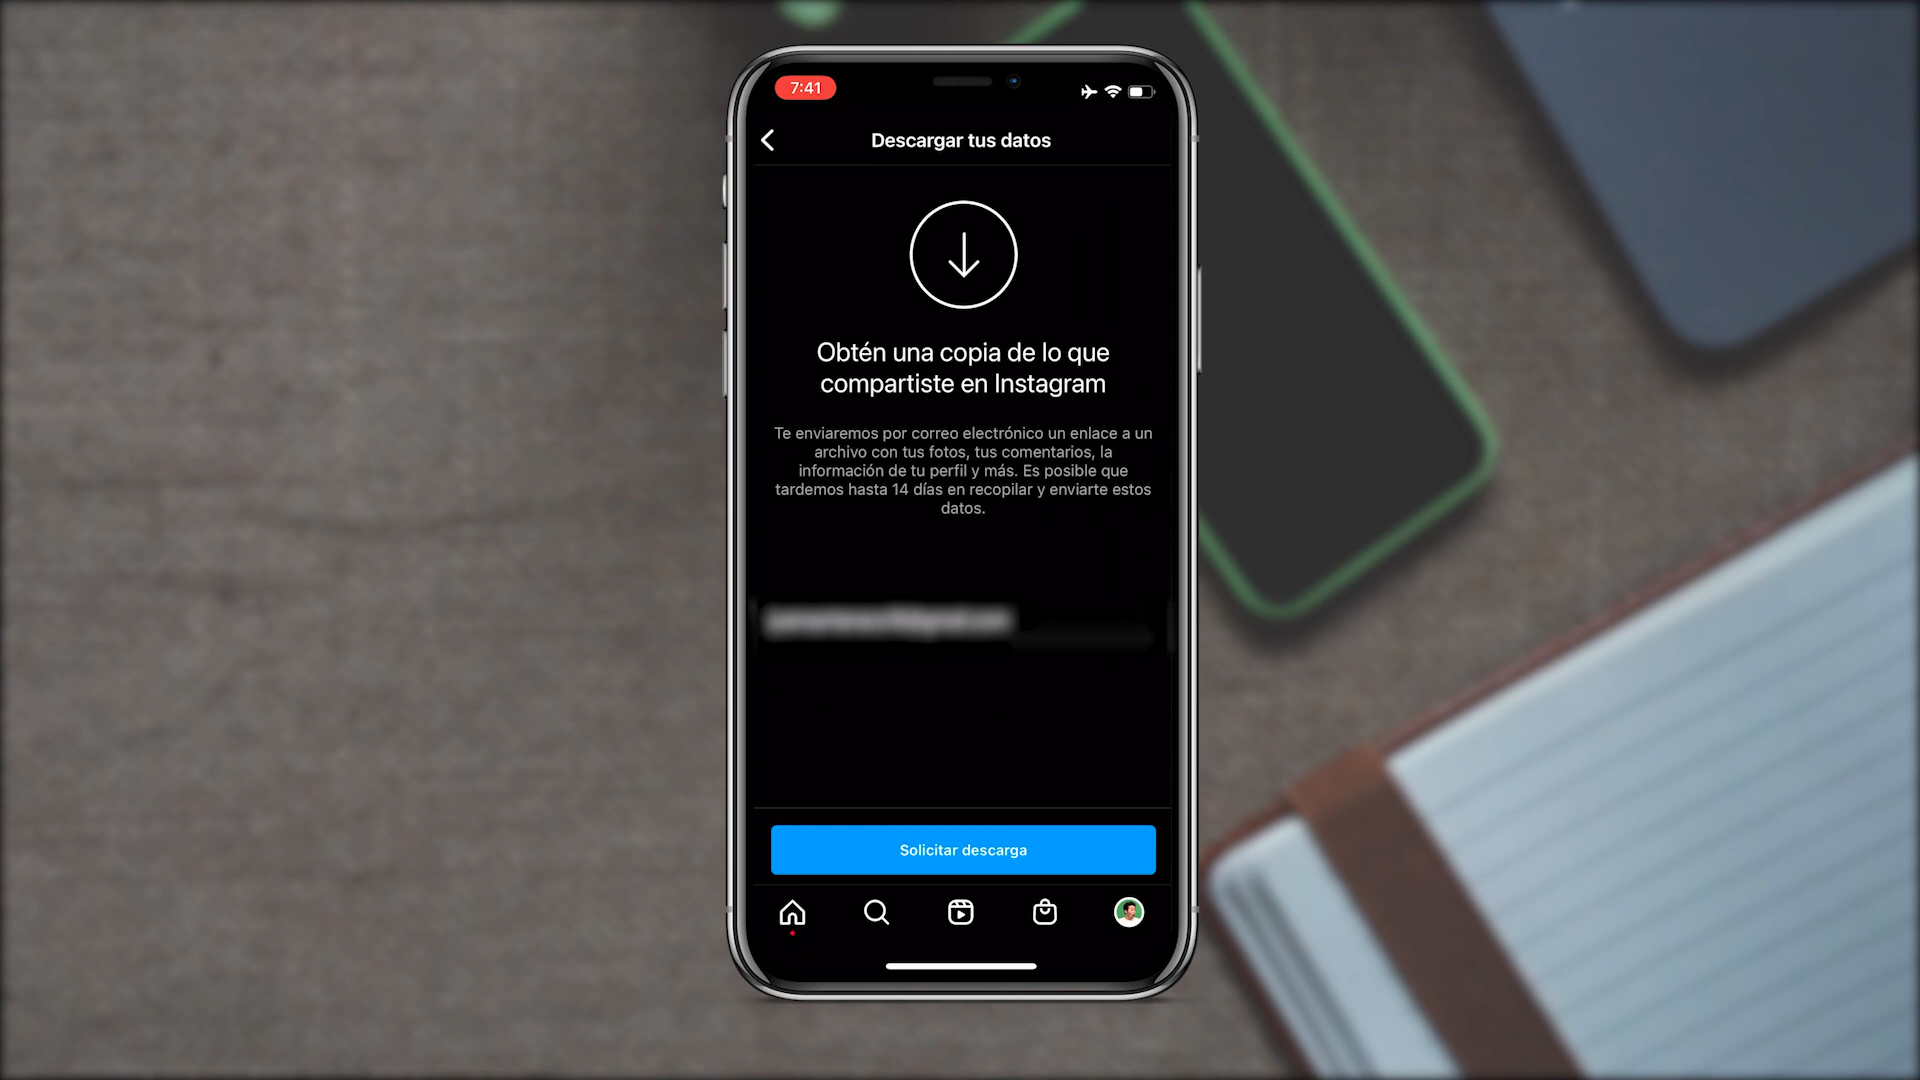 7:41
Descargar tus datos
Obtén una copia de lo que
compartiste en Instagram
Te enviaremos por correo electrónico un enlace a un
archivo con tus fotos, tus comentarios, la
información de tu perfil y más. Es posible que
tardemos hasta 14 días en recopilar y enviarte estos
datos.
Solicitar descarga